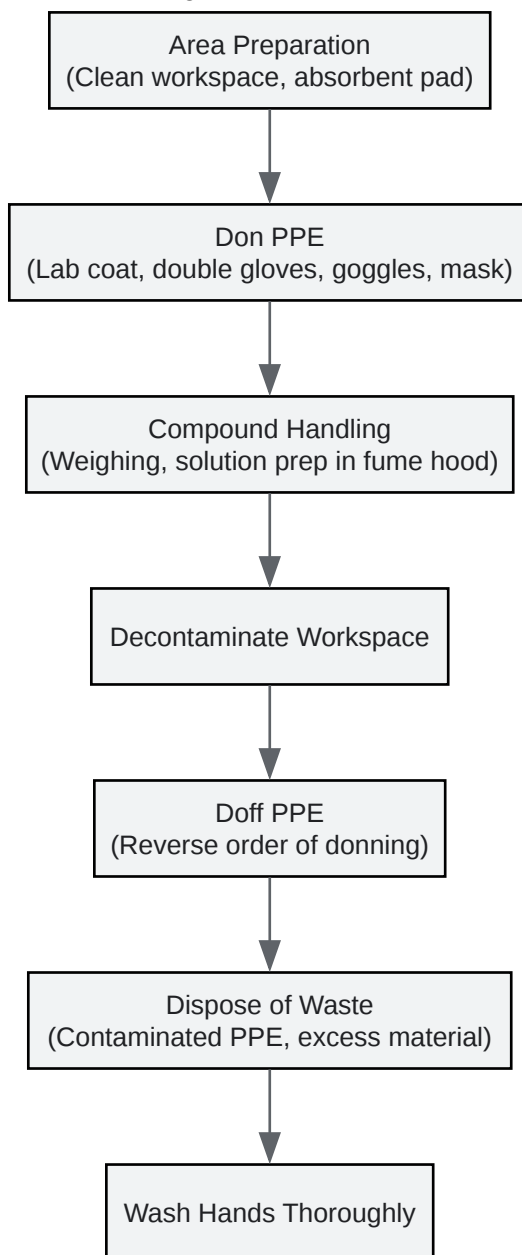 Area Preparation
(Clean workspace, absorbent pad)
Don PPE
(Lab coat, double gloves, goggles, mask)
Compound Handling
(Weighing, solution prep in fume hood)
Decontaminate Workspace
Doff PPE
(Reverse order of donning)
Dispose of Waste
(Contaminated PPE, excess material)
Wash Hands Thoroughly